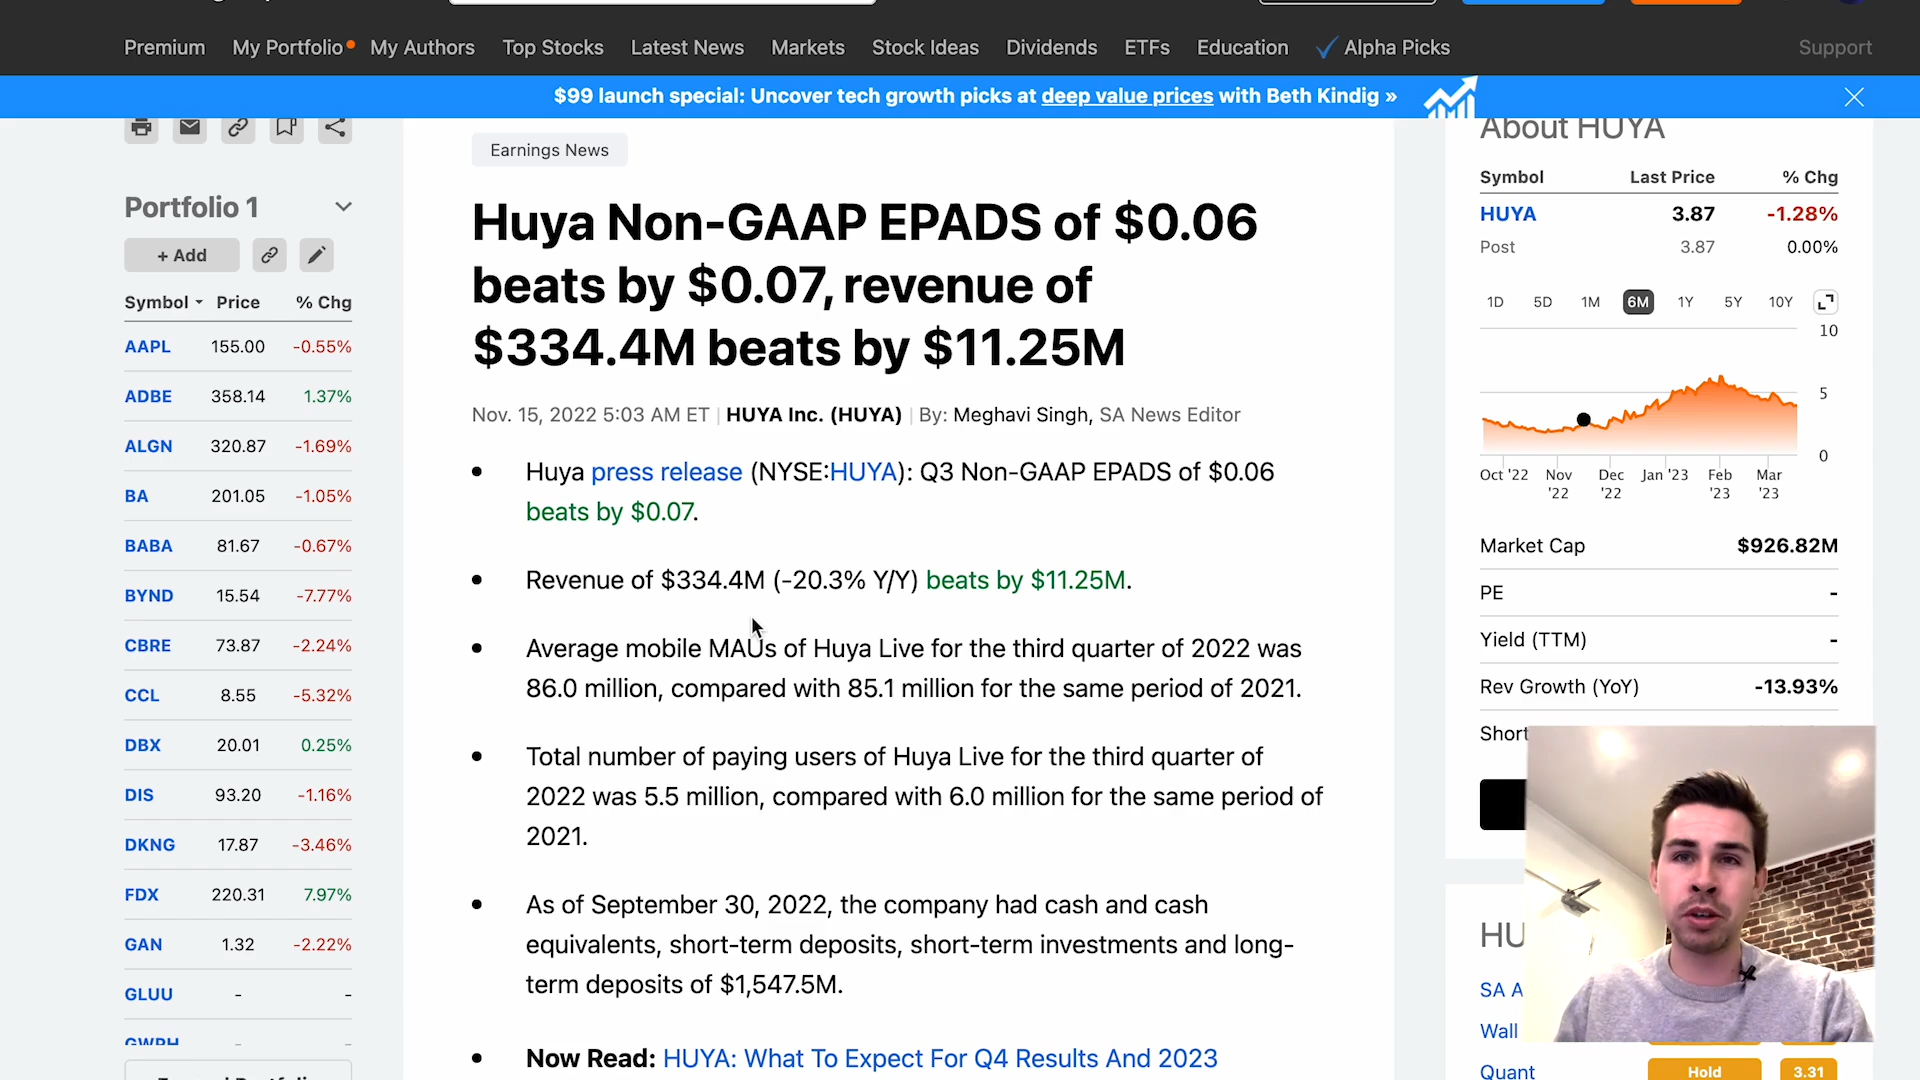 Premium My Portfolio My Authors Top Stocks Latest News Markets Stock Ideas Dividends ETFs Education Alpha Picks Support
$99 launch special: Uncover tech growth picks at deep value prices with Beth Kindig »
Portfolio 1
+ Add
Symbol Price % Chg
AAPL 155.00 -0.55%
ADBE 358.14 1.37%
ALGN 320.87 -1.69%
BA 201.05 -1.05%
BABA 81.67 -0.67%
BYND 15.54 -7.77%
CBRE 73.87 -2.24%
CCL 8.55 -5.32%
DBX 20.01 0.25%
DIS 93.20 -1.16%
DKNG 17.87 -3.46%
FDX 220.31 7.97%
GAN 1.32 -2.22%
GLUU - -
GWPH - -
Earnings News
Huya Non-GAAP EPADS of $0.06
beats by $0.07, revenue of
$334.4M beats by $11.25M
Nov. 15, 2022 5:03 AM ET | HUYA Inc. (HUYA) | By: Meghavi Singh, SA News Editor
• Huya press release (NYSE:HUYA): Q3 Non-GAAP EPADS of $0.06
beats by $0.07.
• Revenue of $334.4M (-20.3% Y/Y) beats by $11.25M.
• Average mobile MAUs of Huya Live for the third quarter of 2022 was
86.0 million, compared with 85.1 million for the same period of 2021.
• Total number of paying users of Huya Live for the third quarter of
2022 was 5.5 million, compared with 6.0 million for the same period of
2021.
• As of September 30, 2022, the company had cash and cash
equivalents, short-term deposits, short-term investments and long-
term deposits of $1,547.5M.
• Now Read: HUYA: What To Expect For Q4 Results And 2023
About HUYA
Symbol Last Price % Chg
HUYA 3.87 -1.28%
Post 3.87 0.00%
1D 5D 1M 6M 1Y 5Y 10Y
10
5
0
Oct '22 Nov '22 Dec '22 Jan '23 Feb '23 Mar '23
Market Cap $926.82M
PE -
Yield (TTM) -
Rev Growth (YoY) -13.93%
Short
HU
SA A
Wall
Quant Hold 3.31